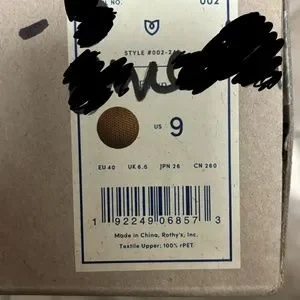 NO. 002
STYLE #002-2
US 9
EU 40 UK 6.5 JPN 26 CN 260
1 92249 06857 3
Made in China, Rothy's, Inc.
Textile Upper: 100% rPET